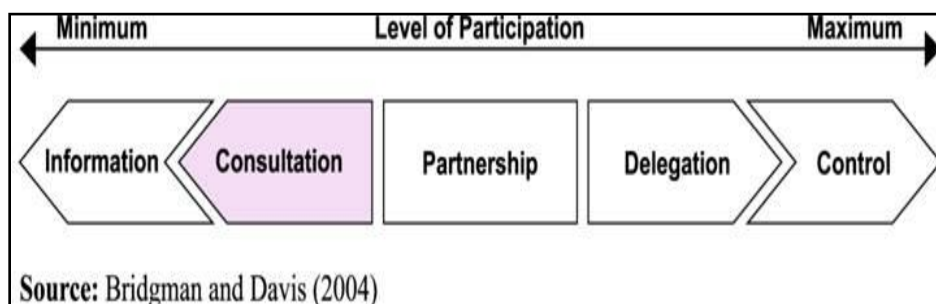 Minimum Level of Participation Maximum
Information Consultation Partnership Delegation Control
Source: Bridgman and Davis (2004)